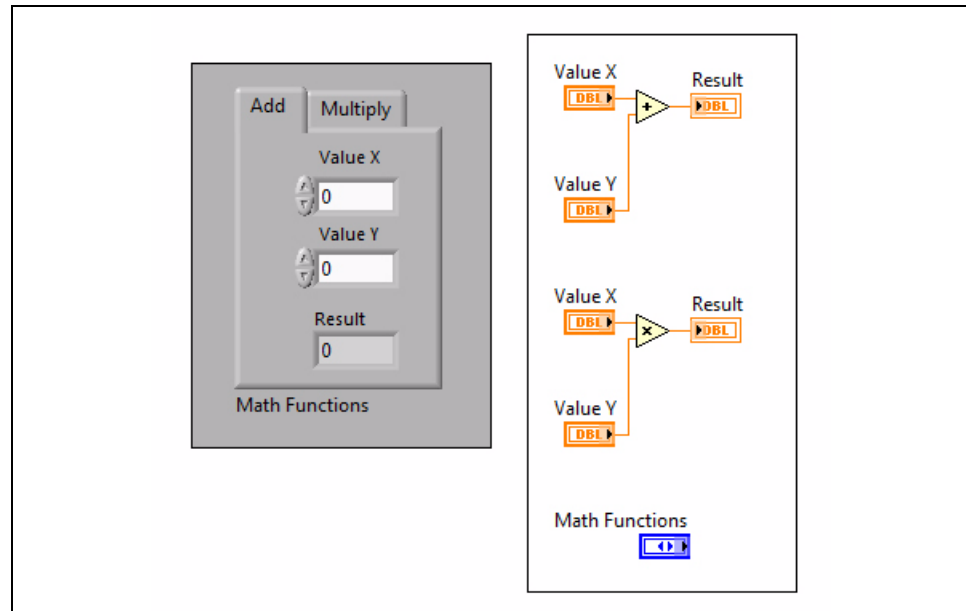 Add
Multiply
Value X
0
Value Y
0
Result
0
Math Functions
Value X
DBL
+
Result
DBL
Value Y
DBL
Value X
DBL
×
Result
DBL
Value Y
DBL
Math Functions